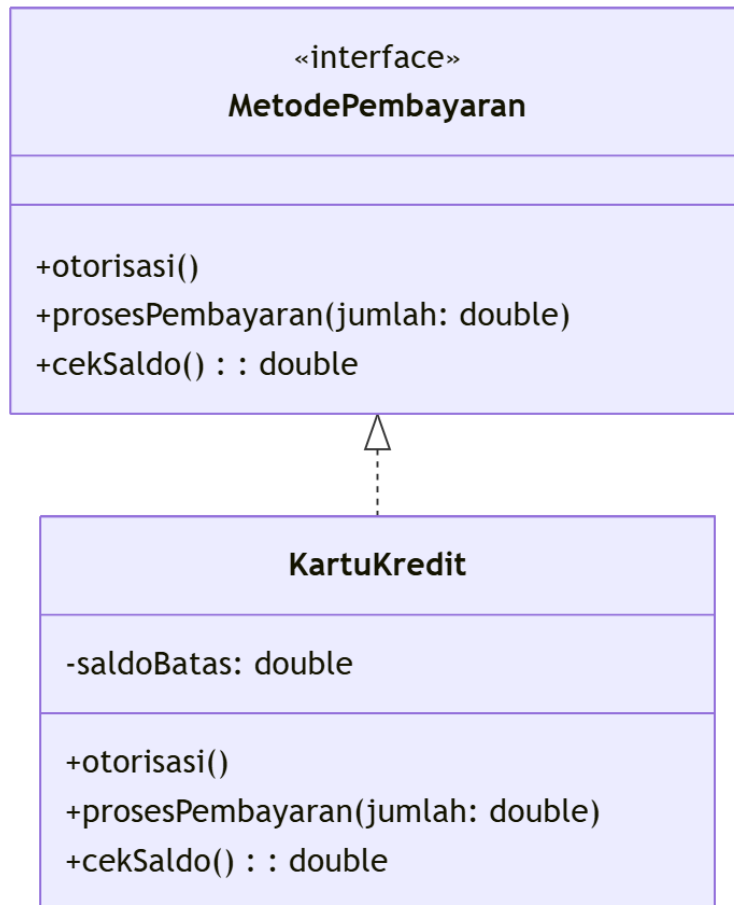 «interface»
MetodePembayaran
+otorisasi()
+prosesPembayaran(jumlah: double)
+cekSaldo() : : double
KartuKredit
-saldoBatas: double
+otorisasi()
+prosesPembayaran(jumlah: double)
+cekSaldo() : : double